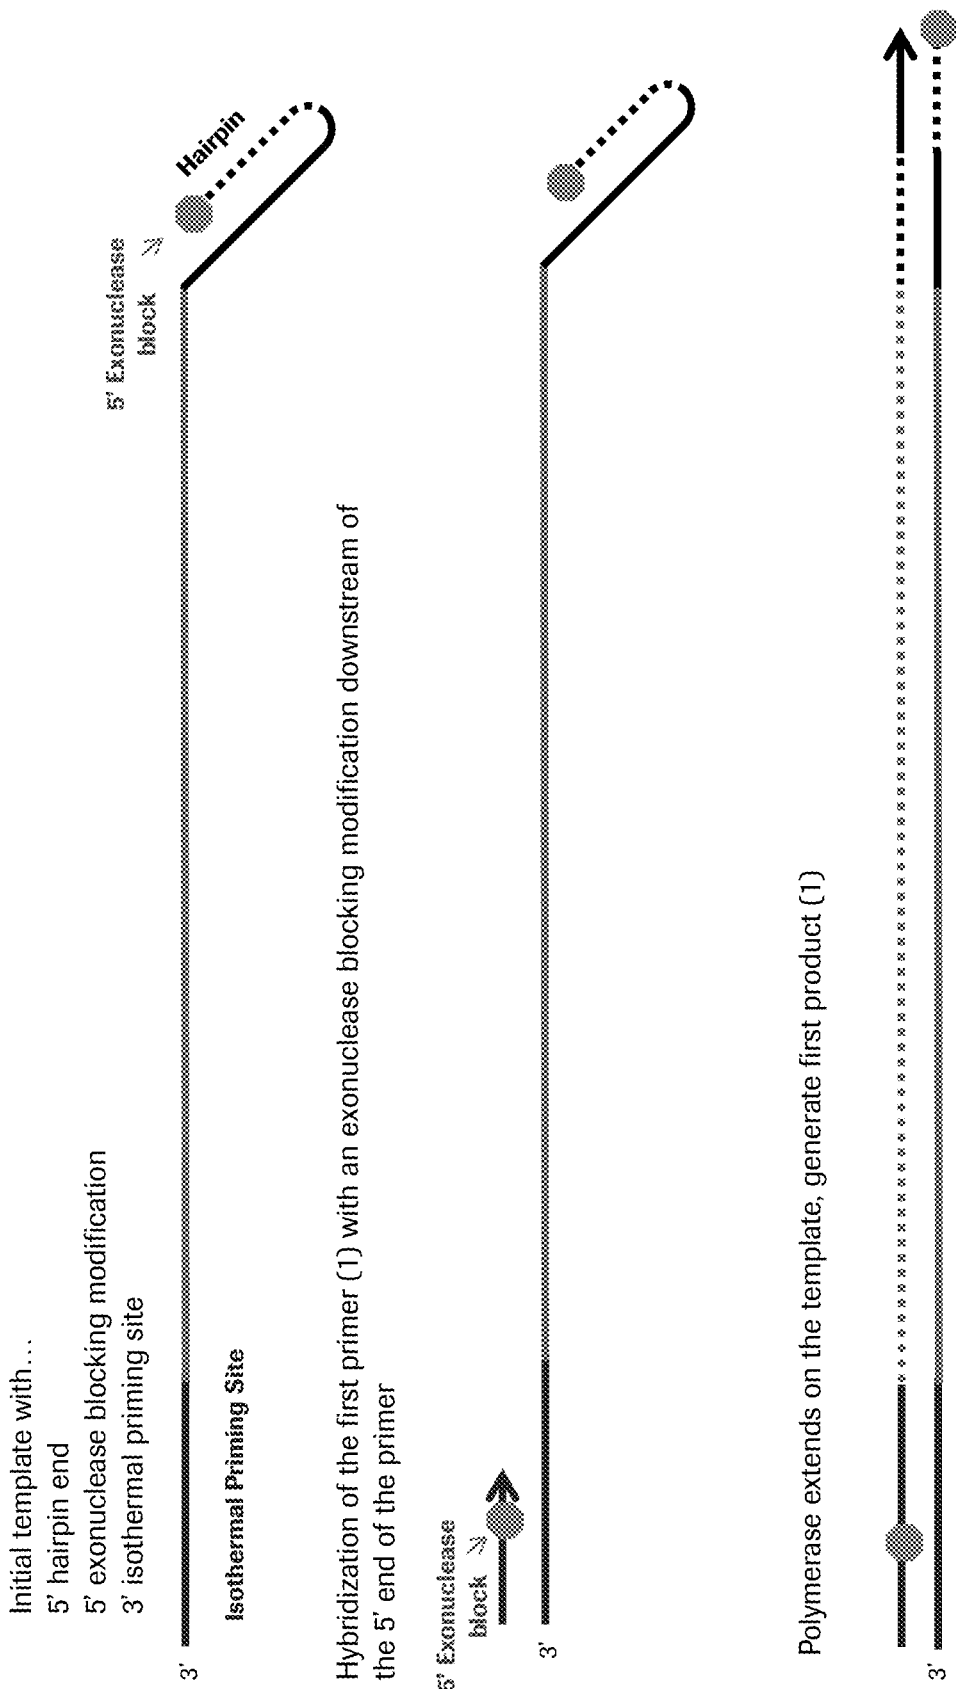 Initial template with...
5' hairpin end
5' exonuclease blocking modification
3' isothermal priming site
5' Exonuclease
block
Hairpin
3'
Isothermal Priming Site
Hybridization of the first primer (1) with an exonuclease blocking modification downstream of
the 5' end of the primer
5' Exonuclease
block
3'
Polymerase extends on the template, generate first product (1)
3'